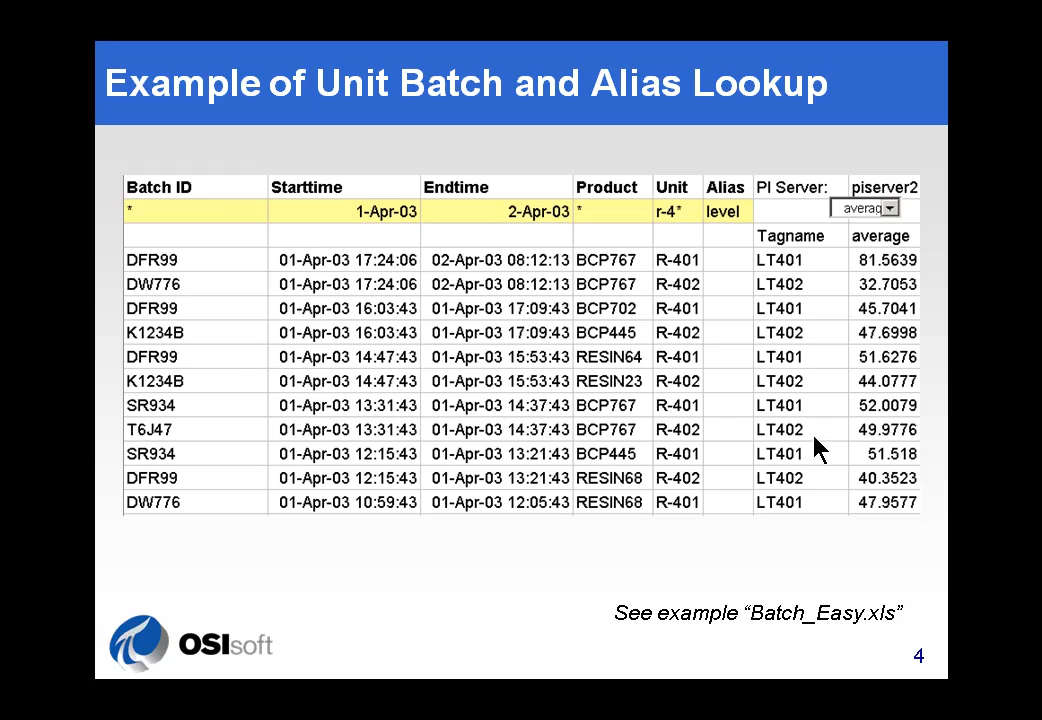 Example of Unit Batch and Alias Lookup
Batch ID Starttime Endtime Product Unit Alias PI Server: piserver2
* 1-Apr-03 2-Apr-03 * r-4* level averag
Tagname average
DFR99 01-Apr-03 17:24:06 02-Apr-03 08:12:13 BCP767 R-401 LT401 81.5639
DW776 01-Apr-03 17:24:06 02-Apr-03 08:12:13 BCP767 R-402 LT402 32.7053
DFR99 01-Apr-03 16:03:43 01-Apr-03 17:09:43 BCP702 R-401 LT401 45.7041
K1234B 01-Apr-03 16:03:43 01-Apr-03 17:09:43 BCP445 R-402 LT402 47.6998
DFR99 01-Apr-03 14:47:43 01-Apr-03 15:53:43 RESIN64 R-401 LT401 51.6276
K1234B 01-Apr-03 14:47:43 01-Apr-03 15:53:43 RESIN23 R-402 LT402 44.0777
SR934 01-Apr-03 13:31:43 01-Apr-03 14:37:43 BCP767 R-401 LT401 52.0079
T6J47 01-Apr-03 13:31:43 01-Apr-03 14:37:43 BCP767 R-402 LT402 49.9776
SR934 01-Apr-03 12:15:43 01-Apr-03 13:21:43 BCP445 R-401 LT401 51.518
DFR99 01-Apr-03 12:15:43 01-Apr-03 13:21:43 RESIN68 R-402 LT402 40.3523
DW776 01-Apr-03 10:59:43 01-Apr-03 12:05:43 RESIN68 R-401 LT401 47.9577
See example “Batch_Easy.xls”
OSIsoft
4